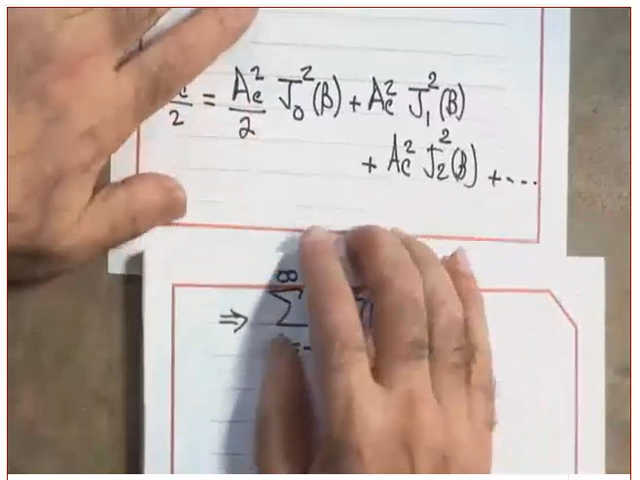 /2 = Ac²/2 J₀²(β) + Ac² J₁²(β)
+ Ac² J₂²(β) + ...
⇒ ∞ Σ